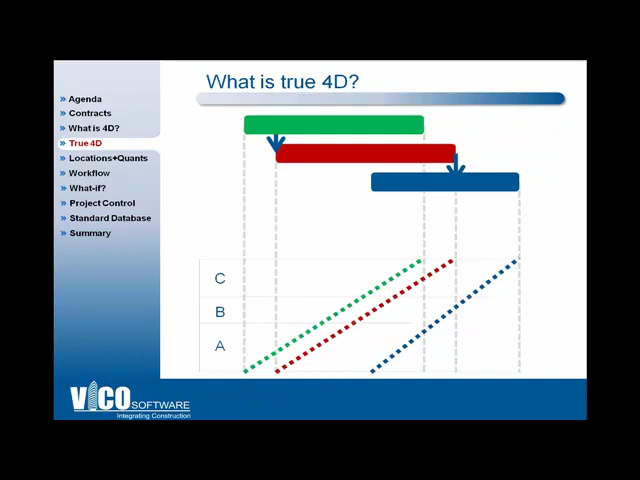 What is true 4D?
Agenda
Contracts
What is 4D?
True 4D
Locations+Quants
Workflow
What-if?
Project Control
Standard Database
Summary
C
B
A
VICO SOFTWARE
Integrating Construction